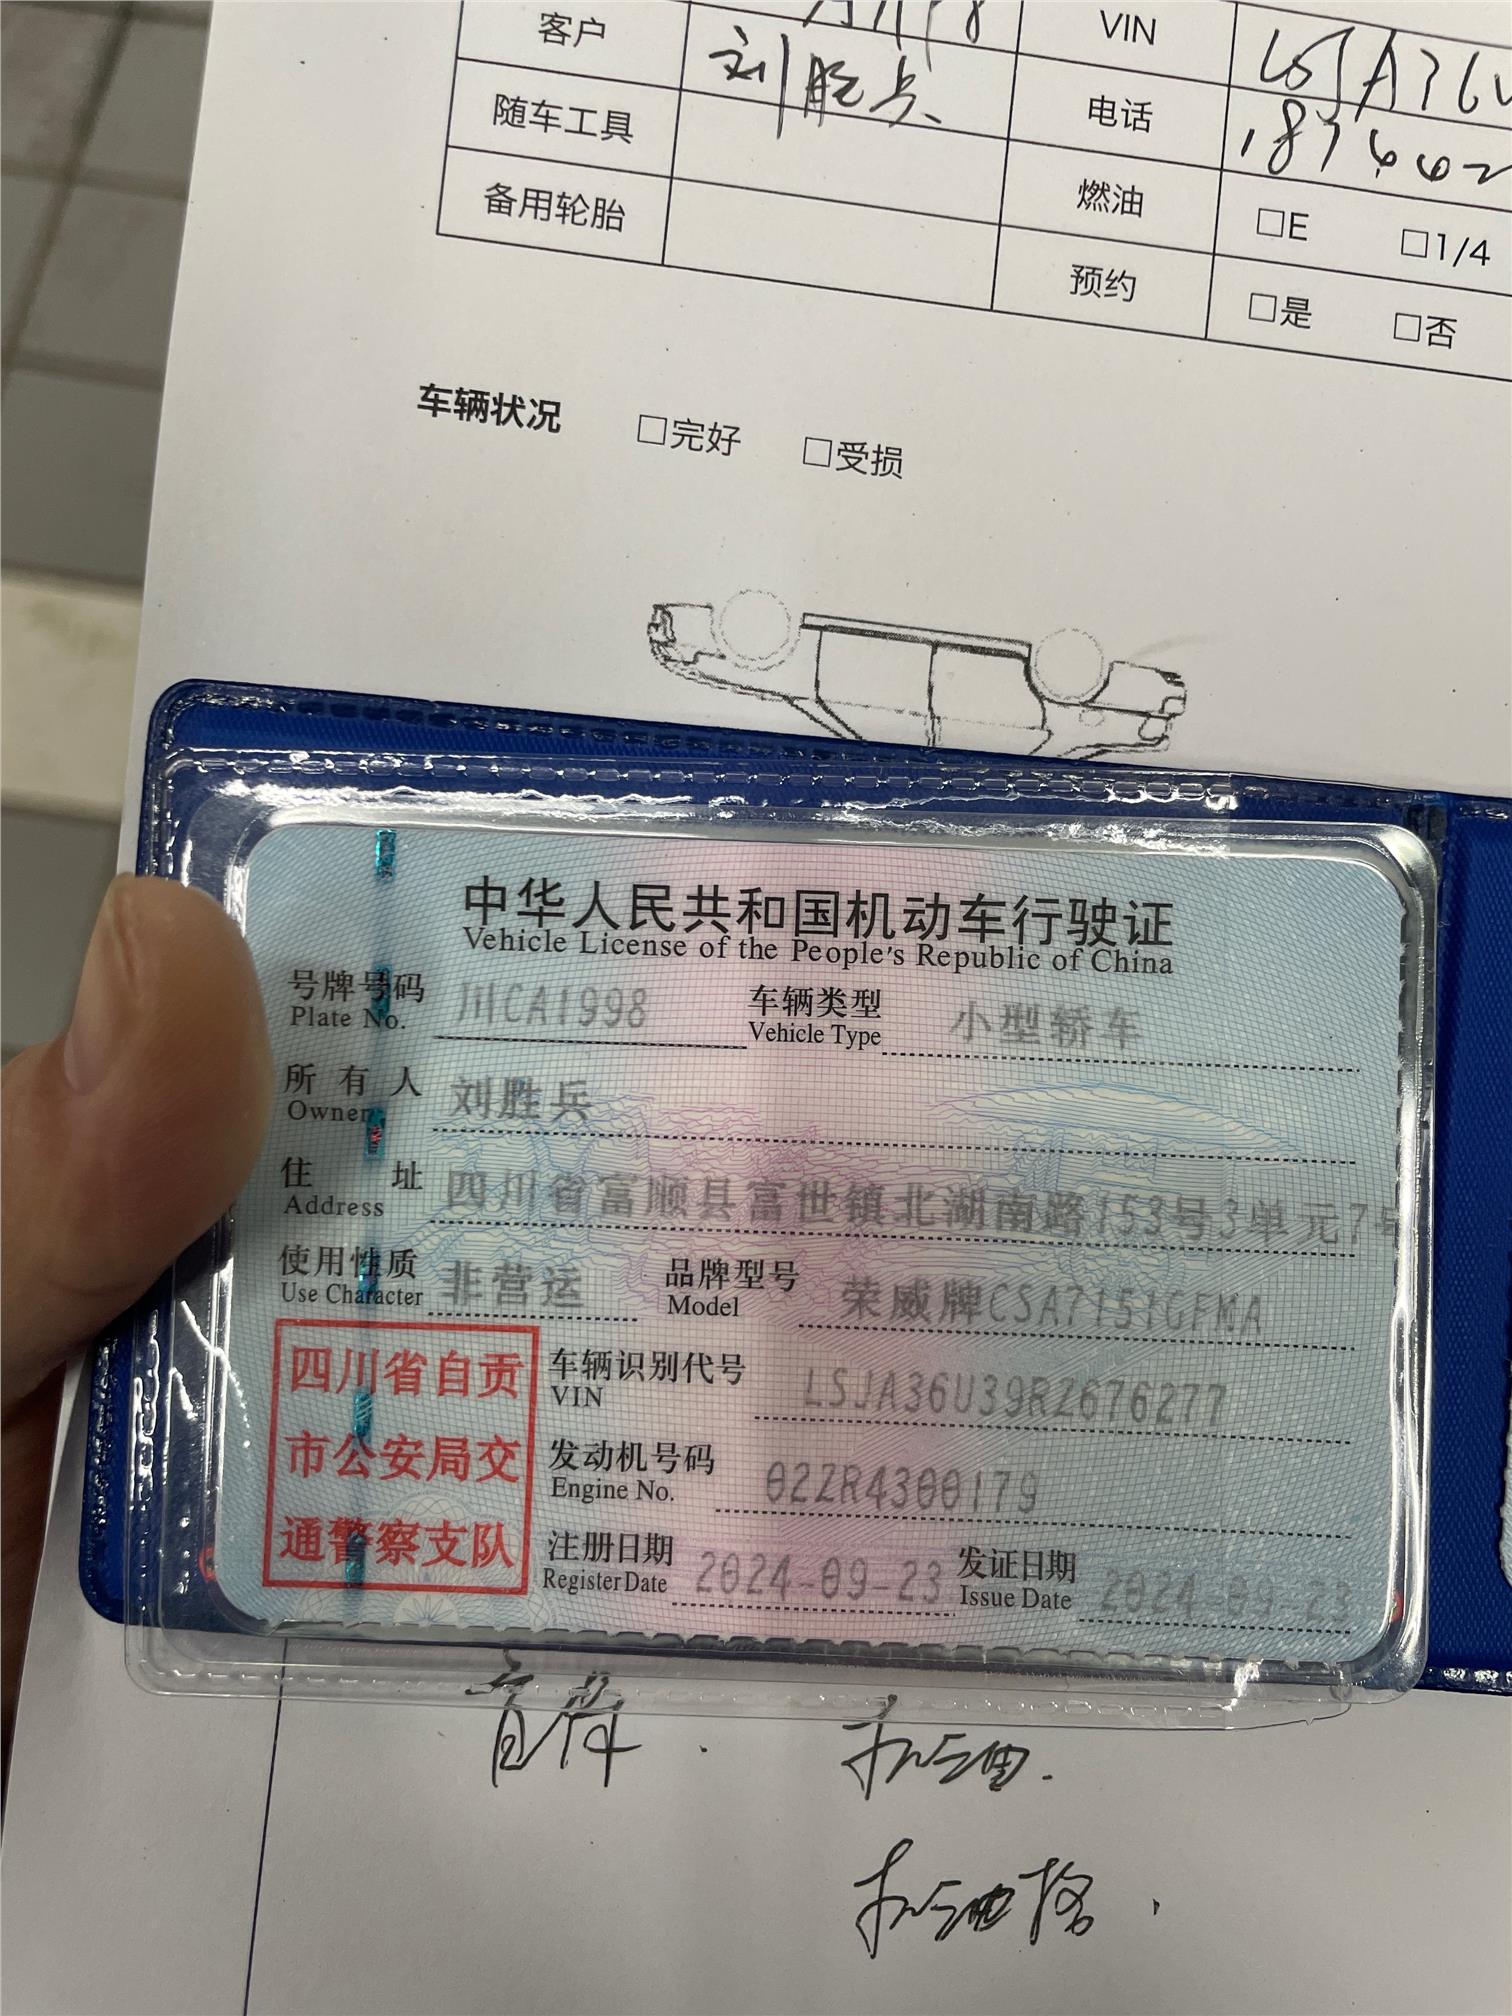 客户 刘胜兵 VIN
随车工具 电话
备用轮胎 燃油 □E □1/4
预约 □是 □否
车辆状况 □完好 □受损
中华人民共和国机动车行驶证
Vehicle License of the People's Republic of China
号牌号码 川CA1998 车辆类型 小型轿车
Plate No. Vehicle Type
所有人 刘胜兵
Owner
住址 四川省富顺县富世镇北湖南路153号3单元7号
Address
使用性质 非营运 品牌型号 荣威牌CSA7151GFMA
Use Character Model
四川省自贡
市公安局交
通警察支队
车辆识别代号 LSJA36U39RZ676277
VIN
发动机号码 02ZR4300179
Engine No.
注册日期 2024-09-23 发证日期 2024-09-23
Register Date Issue Date
机油.
机油格.